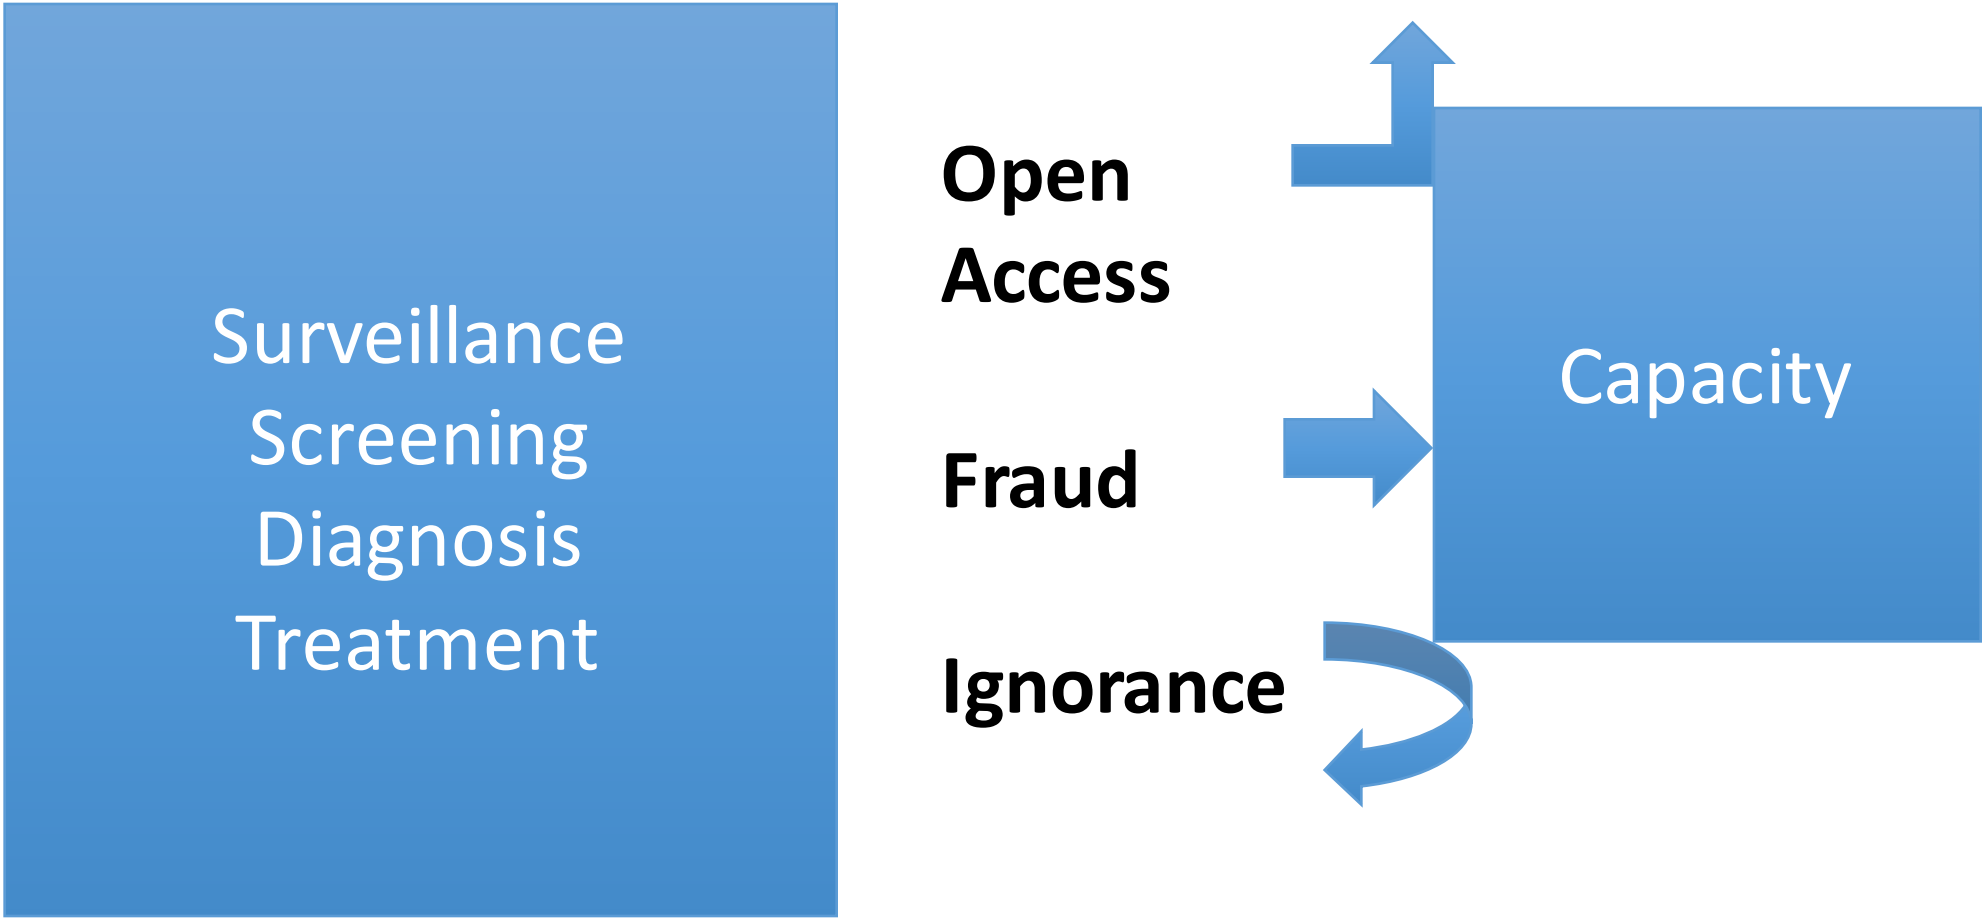 Surveillance
Screening
Diagnosis
Treatment
Open
Access
Fraud
Ignorance
Capacity